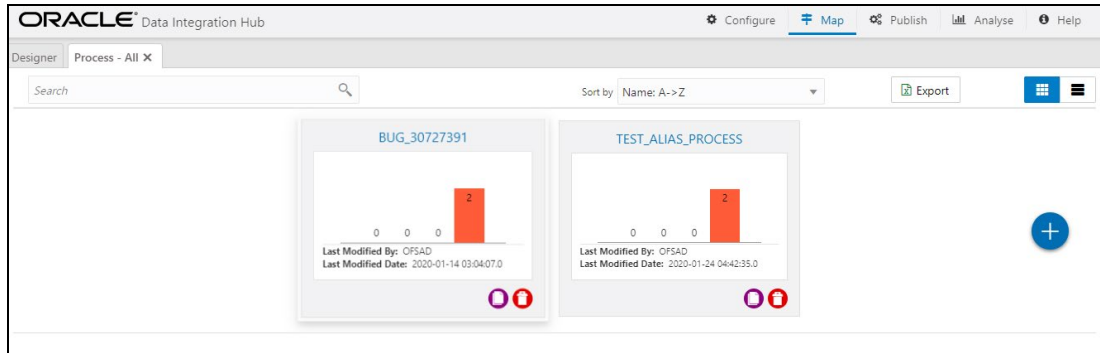 ORACLE® Data Integration Hub
Configure Map Publish Analyse Help
Designer Process - All X
Search Sort by Name: A->Z Export
BUG_30727391
2
0 0 0
Last Modified By: OFSAD
Last Modified Date: 2020-01-14 03:04:07.0
TEST_ALIAS_PROCESS
2
0 0 0
Last Modified By: OFSAD
Last Modified Date: 2020-01-24 04:42:35.0